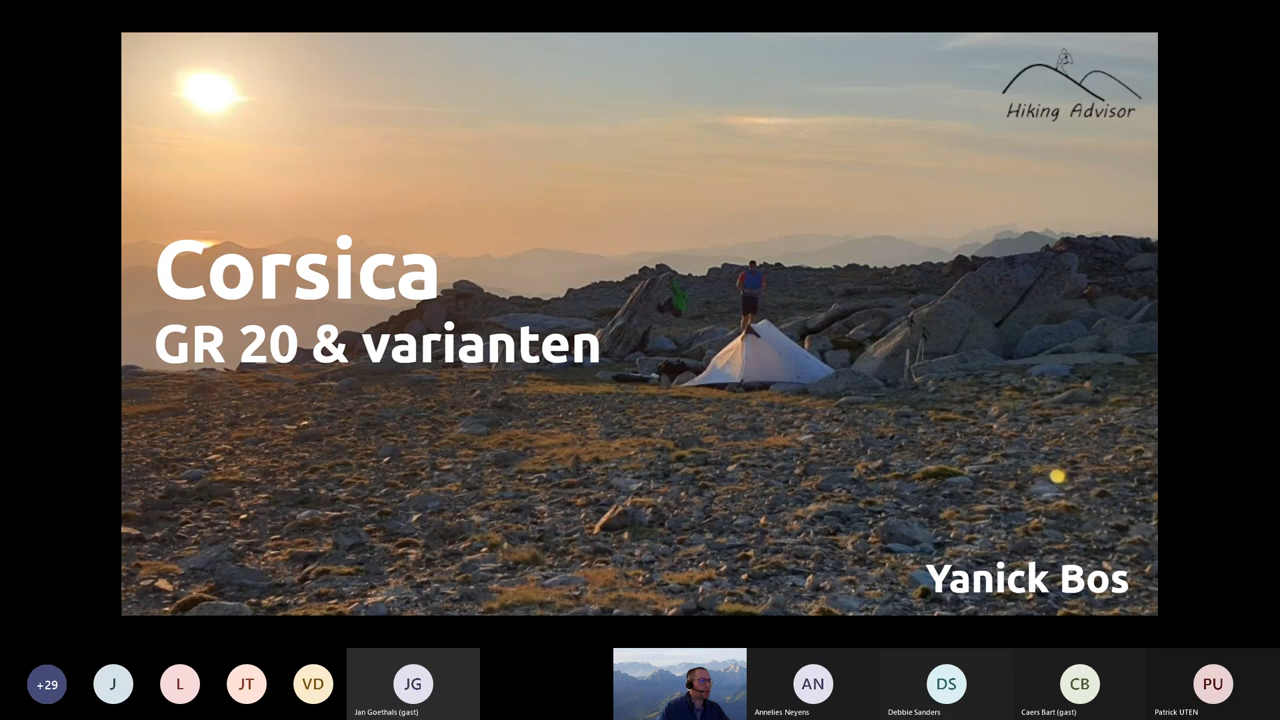 Hiking Advisor
Corsica
GR 20 & varianten
Yanick Bos
+29
J
L
JT
VD
JG
Jan Goethals (gast)
AN
Annelies Neyens
DS
Debbie Sanders
CB
Caers Bart (gast)
PU
Patrick UTEN